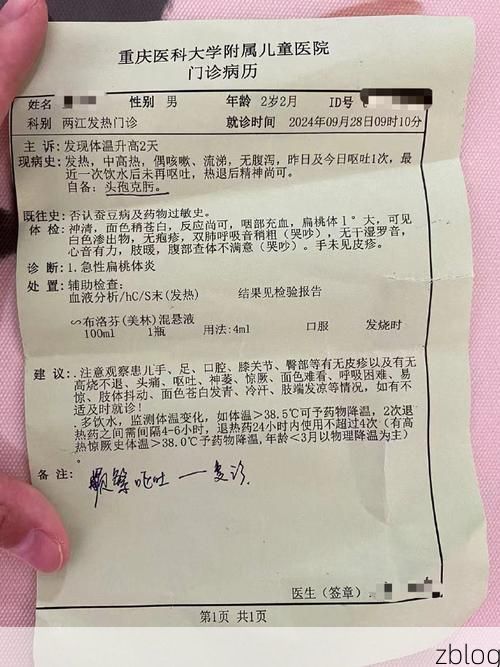 重庆医科大学附属儿童医院
门诊病历
姓名 性别 男 年龄 2岁2月 ID号
科别 两江发热门诊 就诊时间 2024年09月28日09时10分
主 诉：发现体温升高2天
现病史：发热，中高热，偶咳嗽、流涕，无腹泻，昨日及今日呕吐1次，最
近一次饮水后未再呕吐，热退后精神尚可。
自备：头孢克肟。
既往史：否认蚕豆病及药物过敏史。
体 检：神清，面色稍苍白，反应尚可，咽部充血，扁桃体1°大，可见
白色渗出物，无疱疹，双肺呼吸音稍粗（哭吵），无干湿罗音，
心音有力，肢暖，腹部查体不满意（哭吵）。手未见皮疹。
诊 断：1.急性扁桃体炎
处 置：辅助检查：
血液分析/hC/S末(发热) 结果见检验报告
∽布洛芬(美林)混悬液
100ml 1瓶 用法:4ml 口服 发烧时
建 议：.注意观察患儿手、足、口腔、膝关节、臀部等有无皮疹以及有无
高烧不退、头痛、呕吐、神萎、惊厥、面色难看、呼吸困难、易
惊、肢体抖动、面色苍白发青、冷汗、肢端发凉等情况，如有不
适及时就诊！
多饮水，监测体温变化，如体温>38.5℃可予药物降温，2次退
热药之间需间隔4-6小时，退热药24小时内使用不超过4次（有高
热惊厥史体温>38.0℃予药物降温,年龄<3月以物理降温为主）
。
备 注：
频繁呕吐 — 复诊
医生（签章）
第1页 共1页
zblog